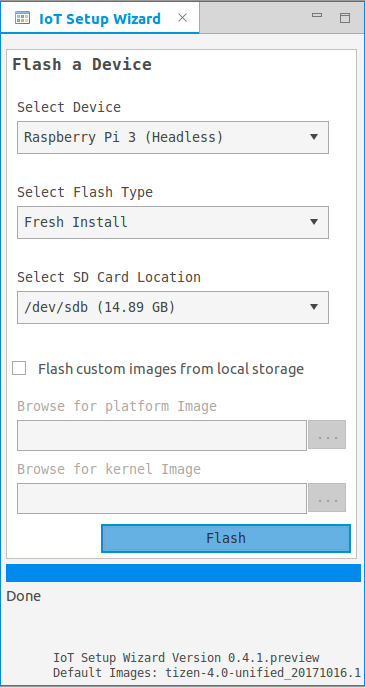 IoT Setup Wizard
Flash a Device
Select Device
Raspberry Pi 3 (Headless)
Select Flash Type
Fresh Install
Select SD Card Location
/dev/sdb (14.89 GB)
Flash custom images from local storage
Browse for platform Image
...
Browse for kernel Image
...
Flash
Done
IoT Setup Wizard Version 0.4.1.preview
Default Images: tizen-4.0-unified_20171016.1